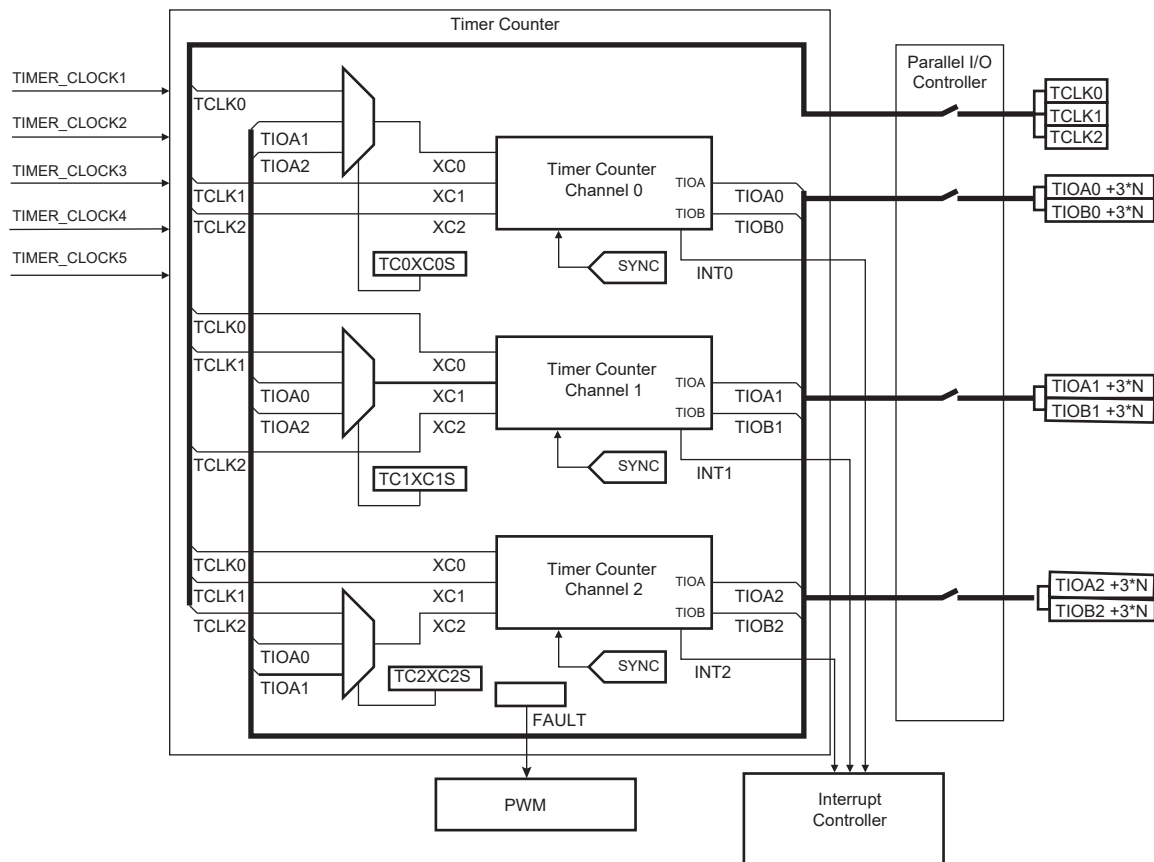 Timer Counter
Parallel I/O
Controller
TIMER_CLOCK1
TIMER_CLOCK2
TIMER_CLOCK3
TIMER_CLOCK4
TIMER_CLOCK5
TCLK0
TIOA1
TIOA2
TCLK1
TCLK2
XC0
XC1
XC2
Timer Counter
Channel 0
TIOA
TIOB
TIOA0
TIOB0
TC0XC0S
SYNC
INT0
TCLK0
TCLK1
TIOA0
TIOA2
TCLK2
XC0
XC1
XC2
Timer Counter
Channel 1
TIOA
TIOB
TIOA1
TIOB1
TC1XC1S
SYNC
INT1
TCLK0
TCLK1
TCLK2
TIOA0
TIOA1
XC0
XC1
XC2
Timer Counter
Channel 2
TIOA
TIOB
TIOA2
TIOB2
TC2XC2S
SYNC
INT2
FAULT
PWM
Interrupt
Controller
TCLK0
TCLK1
TCLK2
TIOA0 +3*N
TIOB0 +3*N
TIOA1 +3*N
TIOB1 +3*N
TIOA2 +3*N
TIOB2 +3*N